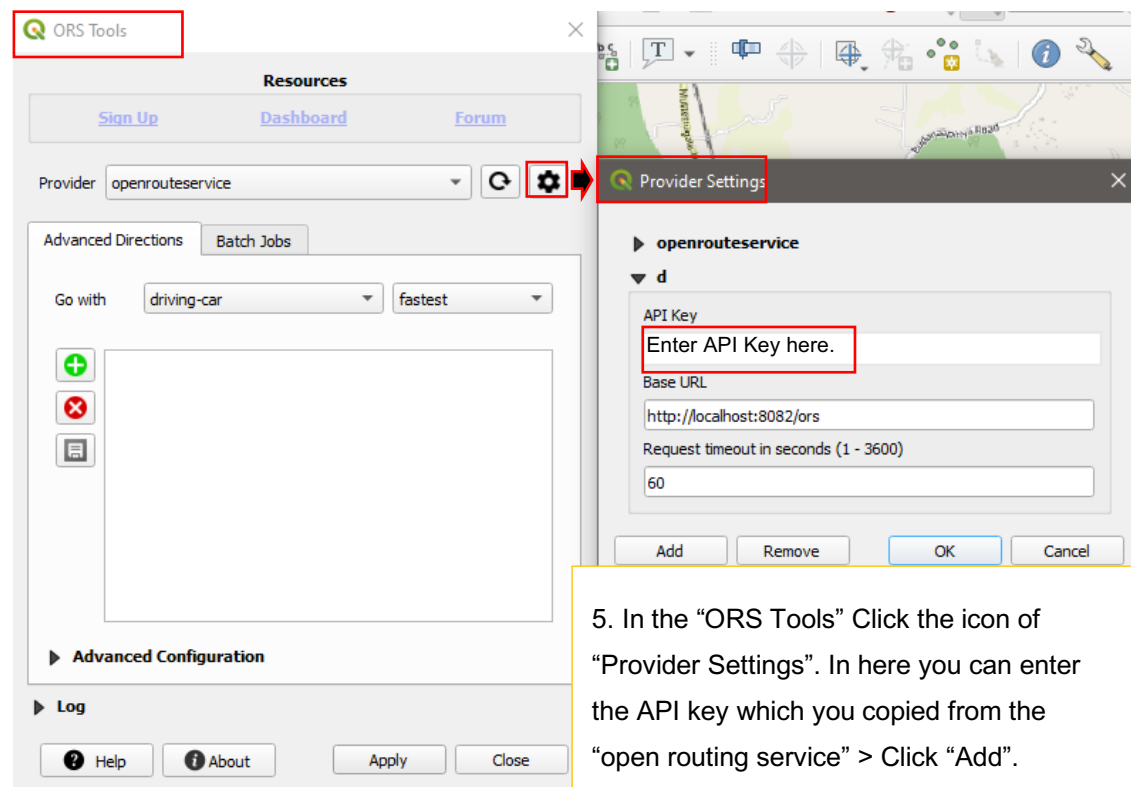 ORS Tools
Resources
Sign Up Dashboard Forum
Provider openrouteservice
Advanced Directions Batch Jobs
Go with driving-car fastest
Advanced Configuration
Log
Help About Apply Close
Provider Settings
openrouteservice
d
API Key
Enter API Key here.
Base URL
http://localhost:8082/ors
Request timeout in seconds (1 - 3600)
60
Add Remove OK Cancel
5. In the “ORS Tools” Click the icon of
“Provider Settings”. In here you can enter
the API key which you copied from the
“open routing service” > Click “Add”.